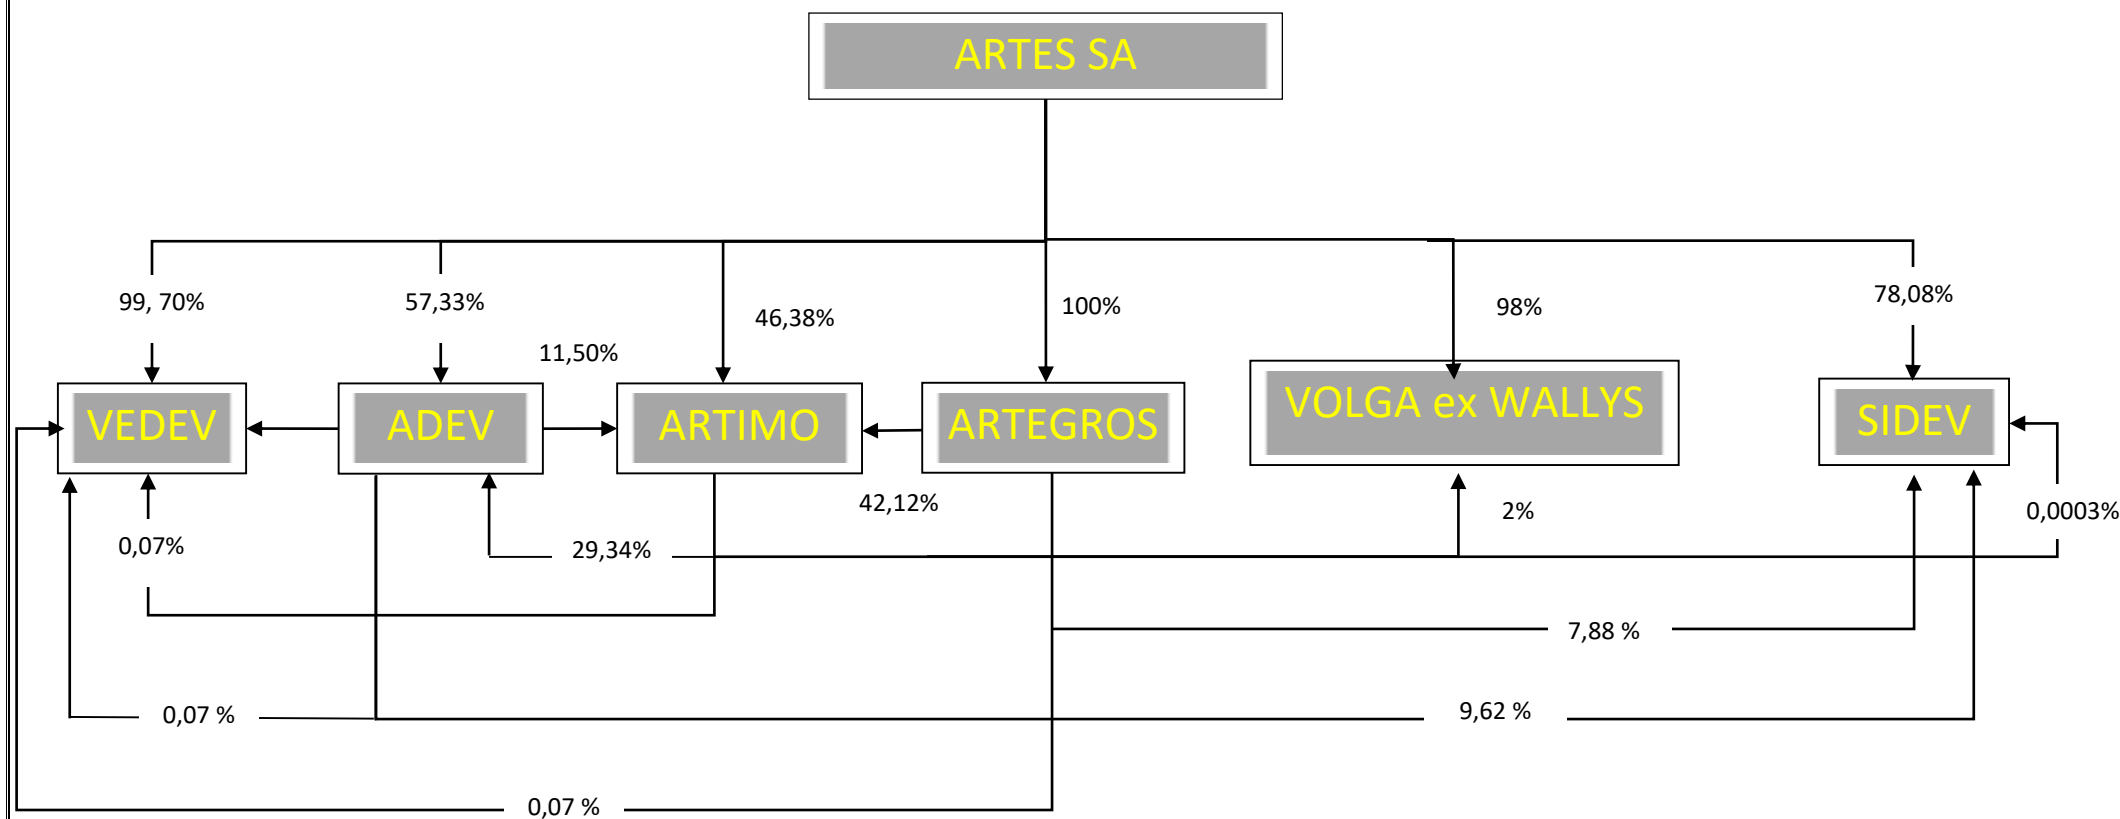 ARTES SA
99, 70%
57,33%
46,38%
100%
98%
78,08%
11,50%
VEDEV
ADEV
ARTIMO
ARTEGROS
VOLGA ex WALLYS
SIDEV
42,12%
2%
0,0003%
0,07%
29,34%
7,88 %
0,07 %
9,62 %
0,07 %